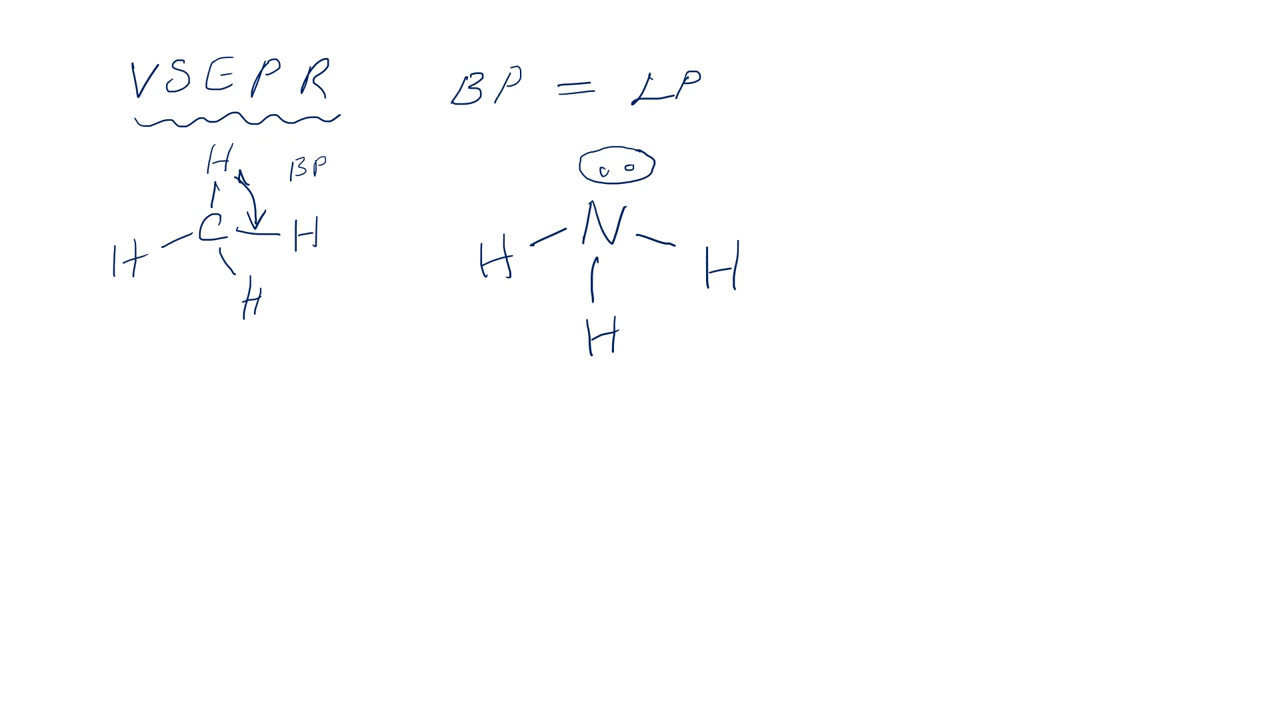 VSEPR BP = LP
H BP
C H N
H H H
H H